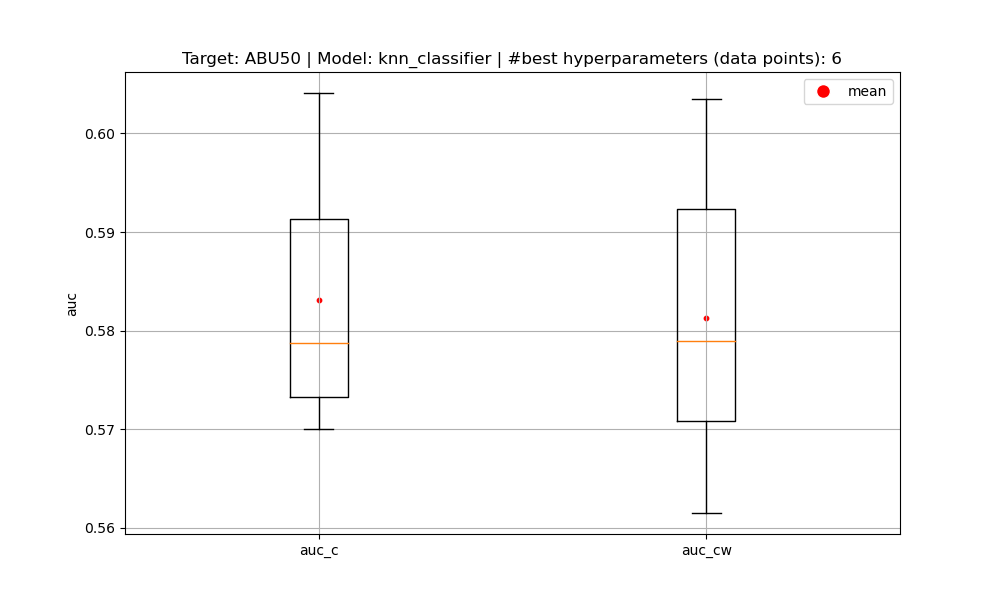 Target: ABU50 | Model: knn_classifier | #best hyperparameters (data points): 6
mean
0.60
0.59
0.58
0.57
0.56
auc
auc_c
auc_cw